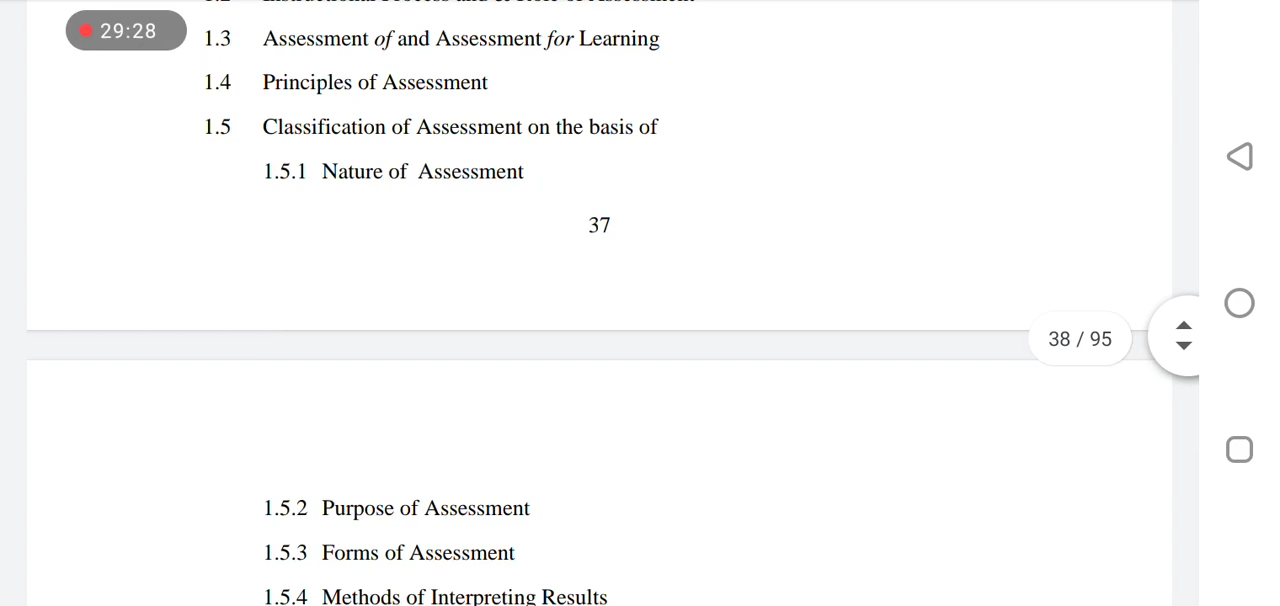 29:28
1.3 Assessment of and Assessment for Learning
1.4 Principles of Assessment
1.5 Classification of Assessment on the basis of
1.5.1 Nature of Assessment
37
38 / 95
1.5.2 Purpose of Assessment
1.5.3 Forms of Assessment
1.5.4 Methods of Interpreting Results